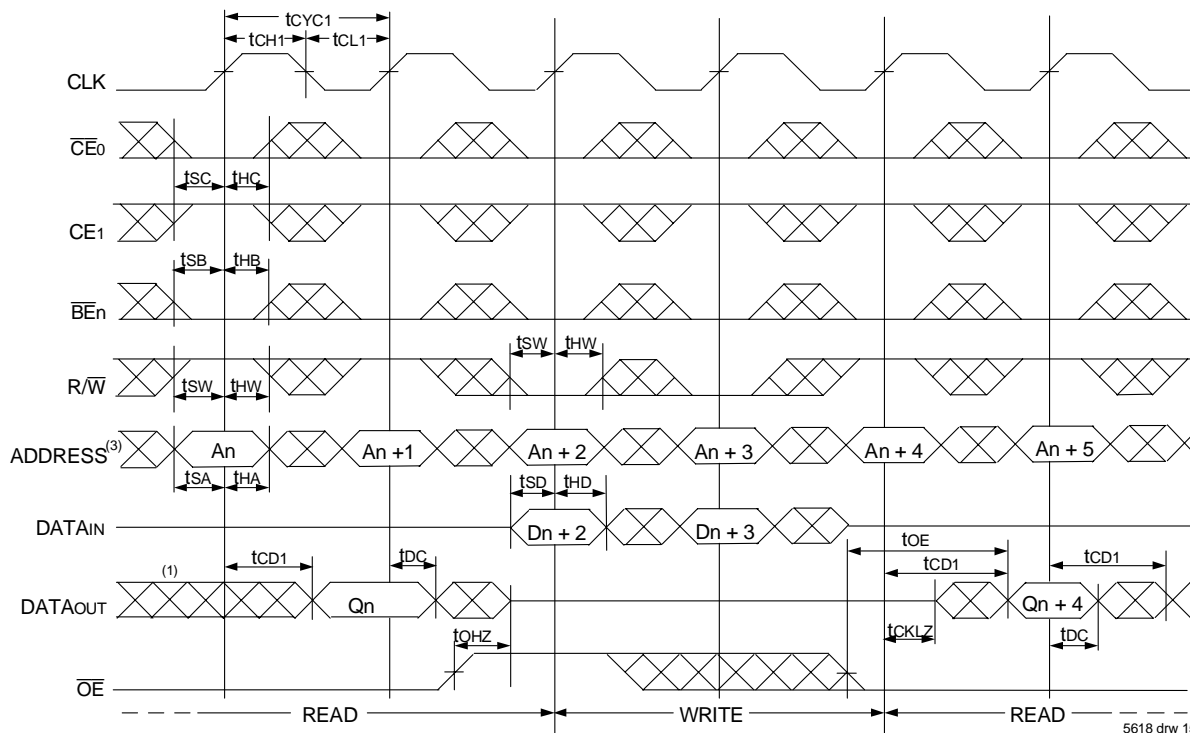 tCYC1
tCH1 tCL1
CLK
CE0
tSC tHC
CE1
tSB tHB
BEn
tSW tHW
R/W
tSW tHW
ADDRESS(3) An An + 1 An + 2 An + 3 An + 4 An + 5
tSA tHA tSD tHD
DATAIN Dn + 2 Dn + 3
tOE
tCD1 tDC tCD1 tCD1
(1)
DATAOUT Qn Qn + 4
tOHZ tCKLZ tDC
OE
READ WRITE READ